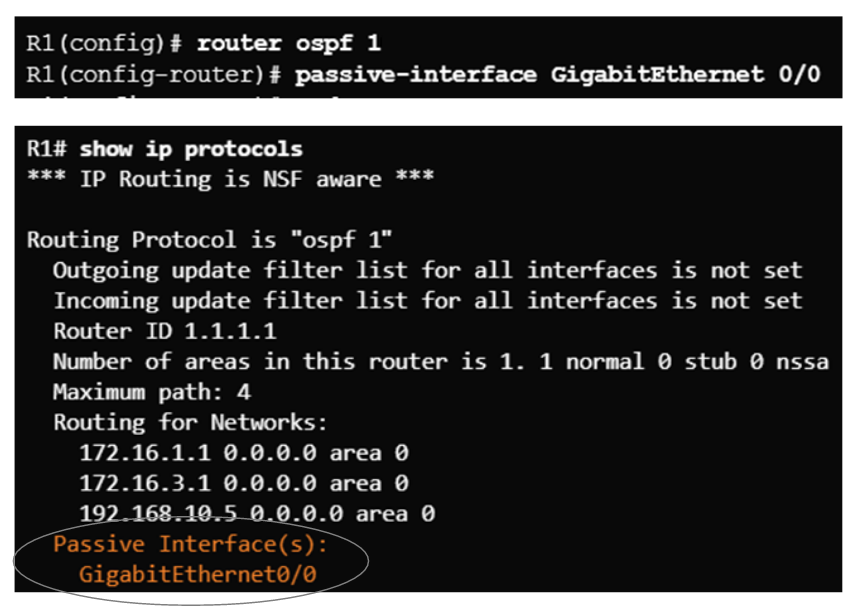 R1(config)# router ospf 1
R1(config-router)# passive-interface GigabitEthernet 0/0
R1# show ip protocols
*** IP Routing is NSF aware ***
Routing Protocol is "ospf 1"
Outgoing update filter list for all interfaces is not set
Incoming update filter list for all interfaces is not set
Router ID 1.1.1.1
Number of areas in this router is 1. 1 normal 0 stub 0 nssa
Maximum path: 4
Routing for Networks:
172.16.1.1 0.0.0.0 area 0
172.16.3.1 0.0.0.0 area 0
192.168.10.5 0.0.0.0 area 0
Passive Interface(s):
GigabitEthernet0/0